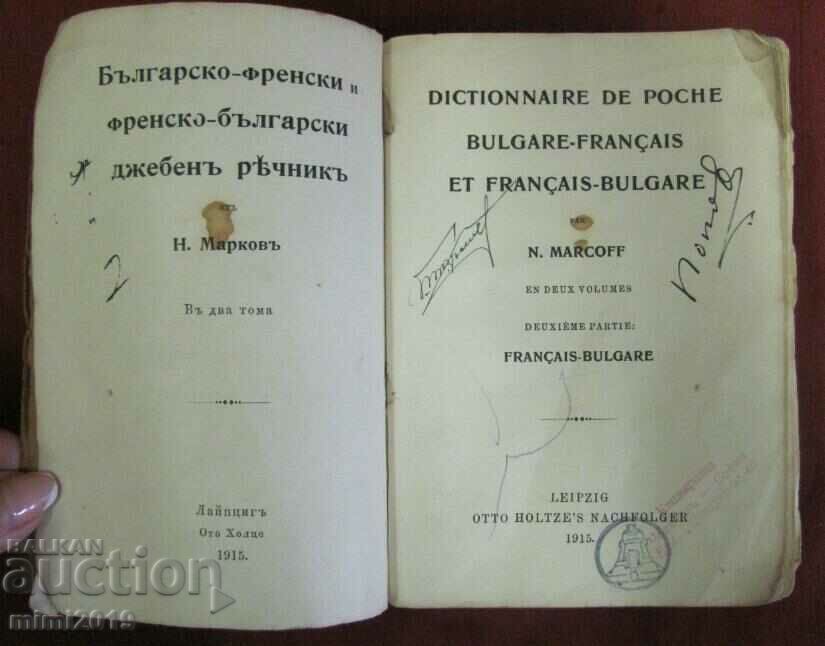 Българско-Френски и
Френско-български
джебенъ рѣчникъ
отъ
Н. Марковъ
Въ два тома
Лайпцигъ
Ото Холце
1915.
DICTIONNAIRE DE POCHE
BULGARE-FRANÇAIS
ET FRANÇAIS-BULGARE
PAR
N. MARCOFF
EN DEUX VOLUMES
DEUXIÈME PARTIE:
FRANÇAIS-BULGARE
LEIPZIG
OTTO HOLTZE'S NACHFOLGER
1915.
BALKAN
auction
mimi2019